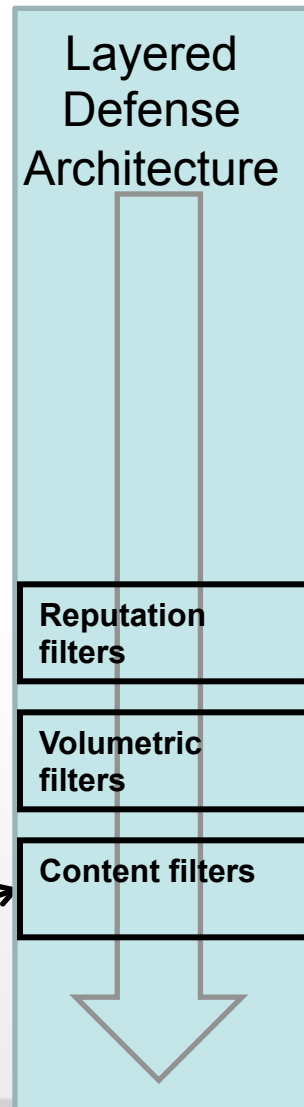 Layered
Defense
Architecture
Reputation
filters
Volumetric
filters
Content filters